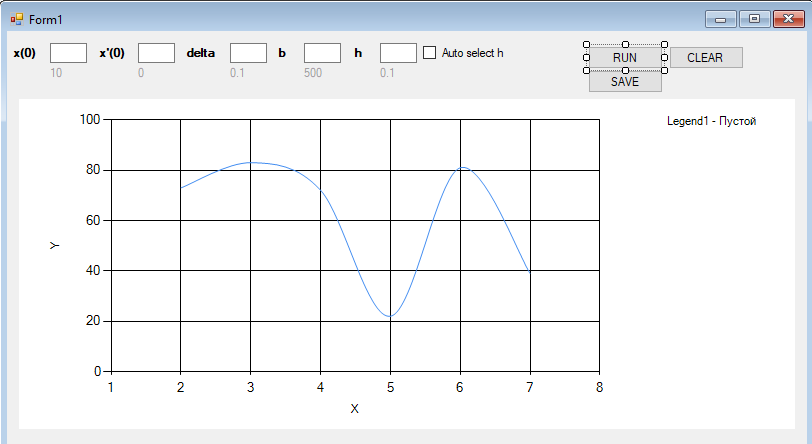 Form1
x(0) x'(0) delta b h Auto select h RUN CLEAR
10 0 0.1 500 0.1 SAVE
Legend1 - Пустой
100
80
60
40
20
0
Y
1 2 3 4 5 6 7 8
X